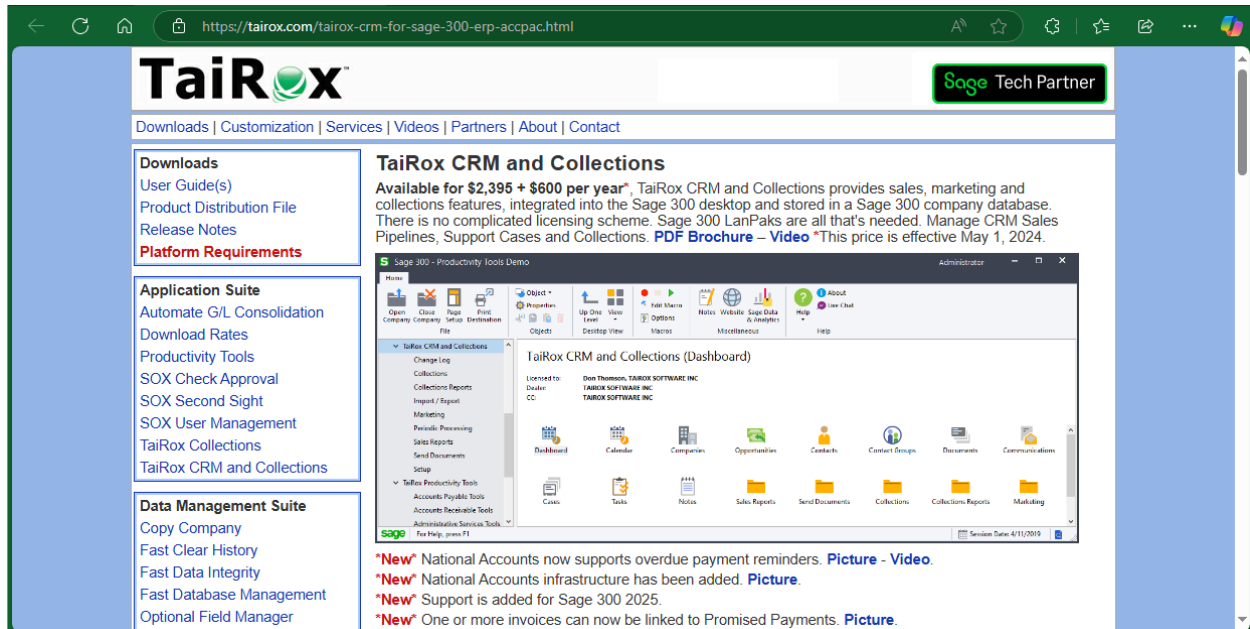 https://tairox.com/tairox-crm-for-sage-300-erp-accpac.html
TaiRox™
Sage Tech Partner
Downloads | Customization | Services | Videos | Partners | About | Contact
Downloads
User Guide(s)
Product Distribution File
Release Notes
Platform Requirements
Application Suite
Automate G/L Consolidation
Download Rates
Productivity Tools
SOX Check Approval
SOX Second Sight
SOX User Management
TaiRox Collections
TaiRox CRM and Collections
Data Management Suite
Copy Company
Fast Clear History
Fast Data Integrity
Fast Database Management
Optional Field Manager
TaiRox CRM and Collections
Available for $2,395 + $600 per year*, TaiRox CRM and Collections provides sales, marketing and
collections features, integrated into the Sage 300 desktop and stored in a Sage 300 company database.
There is no complicated licensing scheme. Sage 300 LanPaks are all that's needed. Manage CRM Sales
Pipelines, Support Cases and Collections. PDF Brochure – Video *This price is effective May 1, 2024.
S Sage 300 - Productivity Tools Demo
Administrator
Home
Open Company
Close Company
Page Setup
Print Destination
File
Object
Properties
Objects
Up One Level
View
Desktop View
Edit Macro
Options
Macros
Notes
Website
Sage Data & Analytics
Miscellaneous
Help
About
Live Chat
Help
TaiRox CRM and Collections
Change Log
Collections
Collections Reports
Import / Export
Marketing
Periodic Processing
Sales Reports
Send Documents
Setup
TaiRox Productivity Tools
Accounts Payable Tools
Accounts Receivable Tools
Administrative Services Tools
TaiRox CRM and Collections (Dashboard)
Licensed to: Don Thomson, TAIROX SOFTWARE INC
Dealer: TAIROX SOFTWARE INC
CC: TAIROX SOFTWARE INC
Dashboard
Calendar
Companies
Opportunities
Contacts
Contact Groups
Documents
Communications
Cases
Tasks
Notes
Sales Reports
Send Documents
Collections
Collections Reports
Marketing
sage For Help, press F1
Session Date: 4/11/2019
*New* National Accounts now supports overdue payment reminders. Picture - Video.
*New* National Accounts infrastructure has been added. Picture.
*New* Support is added for Sage 300 2025.
*New* One or more invoices can now be linked to Promised Payments. Picture.